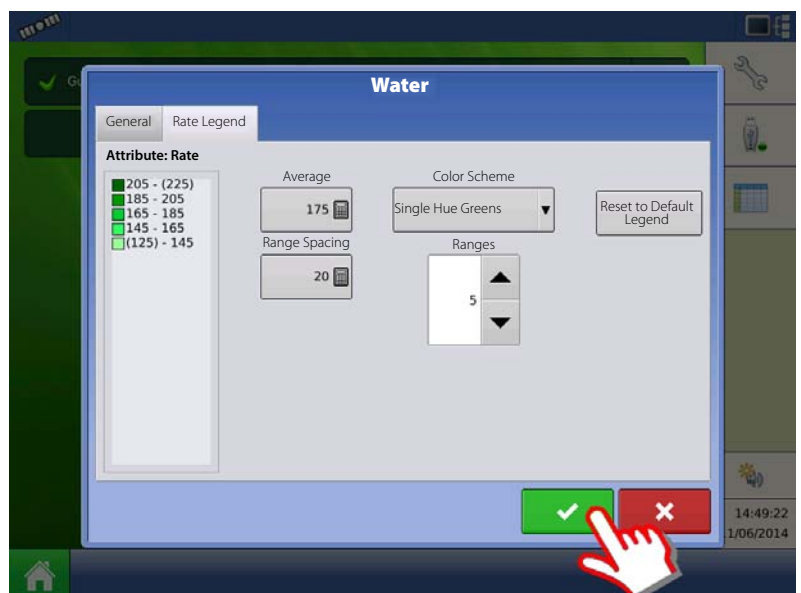 Gu
Water
General
Rate Legend
Attribute: Rate
205 - (225)
185 - 205
165 - 185
145 - 165
(125) - 145
Average
175
Range Spacing
20
Color Scheme
Single Hue Greens
Ranges
5
Reset to Default
Legend
14:49:22
1/06/2014